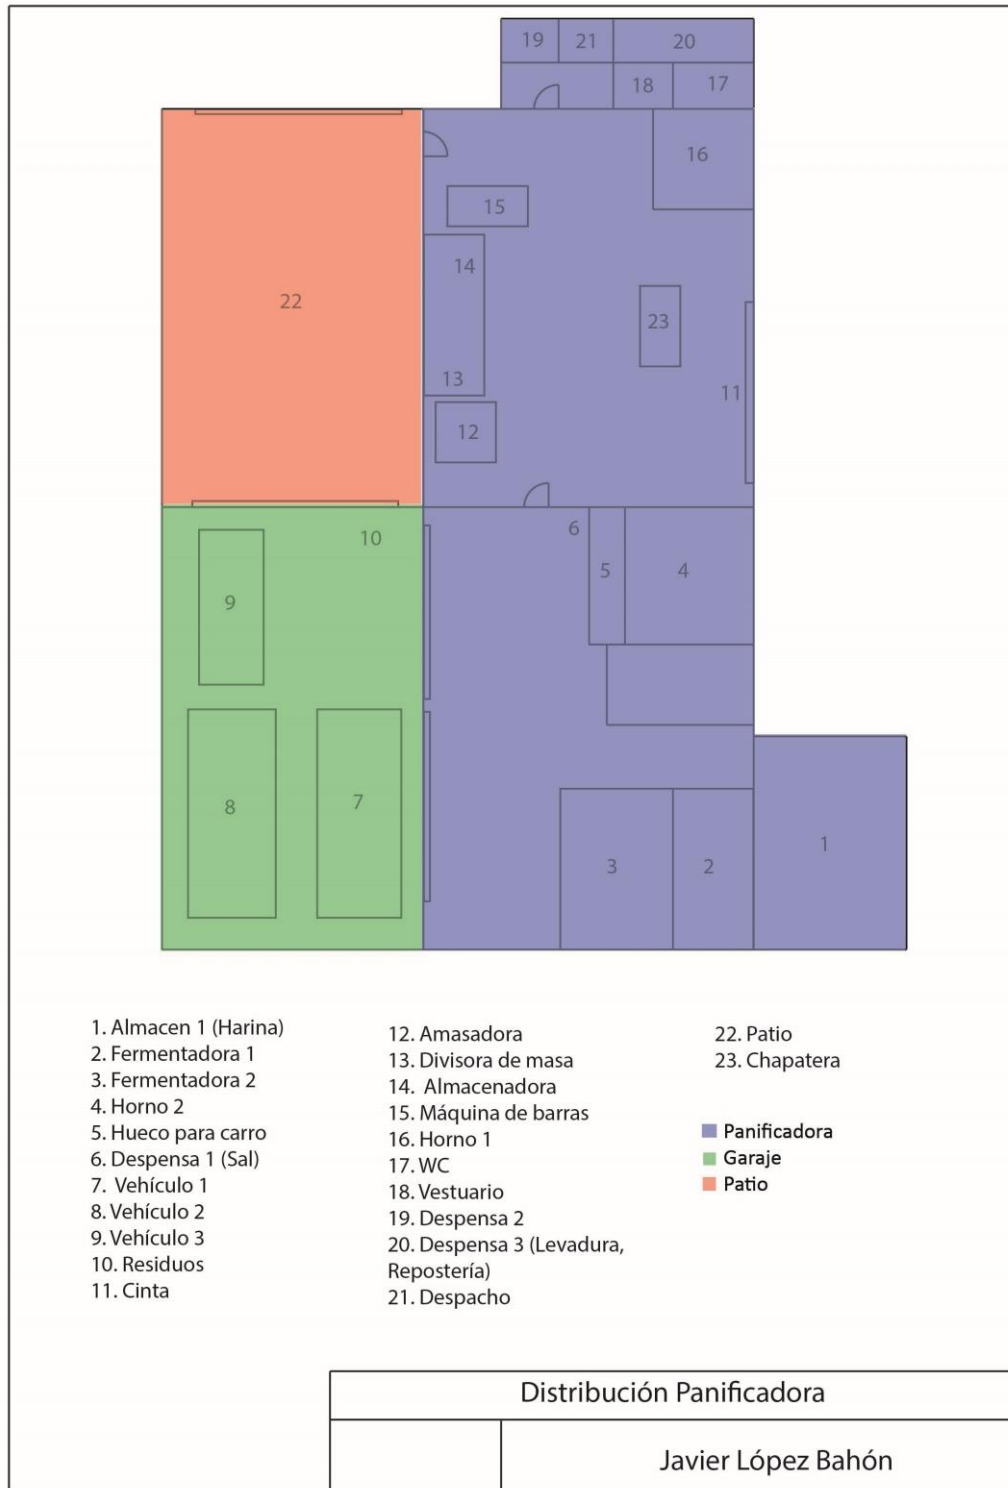 19 21 20
18 17
16
15
14
22
23
13
11
12
6
10
5 4
9
7
8
1
3 2
1. Almacen 1 (Harina)
2. Fermentadora 1
3. Fermentadora 2
4. Horno 2
5. Hueco para carro
6. Despensa 1 (Sal)
7. Vehículo 1
8. Vehículo 2
9. Vehículo 3
10. Residuos
11. Cinta
12. Amasadora
13. Divisora de masa
14. Almacenadora
15. Máquina de barras
16. Horno 1
17. WC
18. Vestuario
19. Despensa 2
20. Despensa 3 (Levadura,
Repostería)
21. Despacho
22. Patio
23. Chapatera
Panificadora
Garaje
Patio
Distribución Panificadora
Javier López Bahón